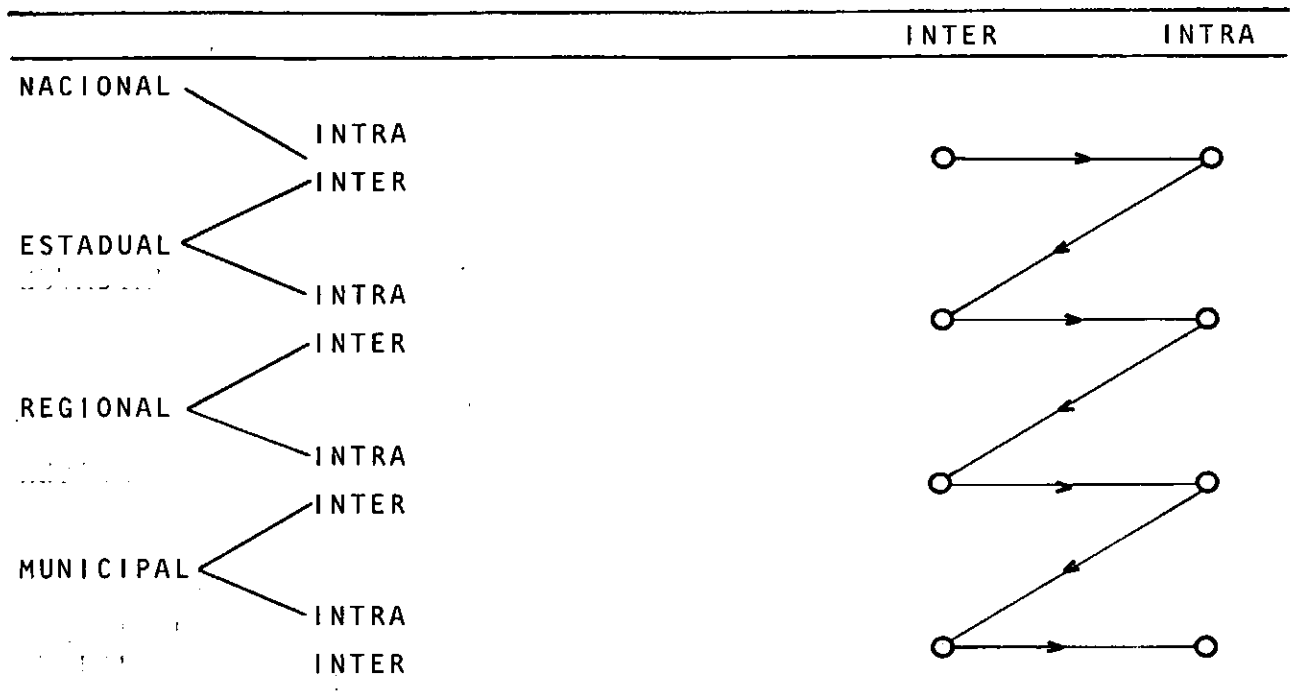 INTER INTRA
NACIONAL
INTRA
INTER
ESTADUAL
INTRA
INTER
REGIONAL
INTRA
INTER
MUNICIPAL
INTRA
INTER